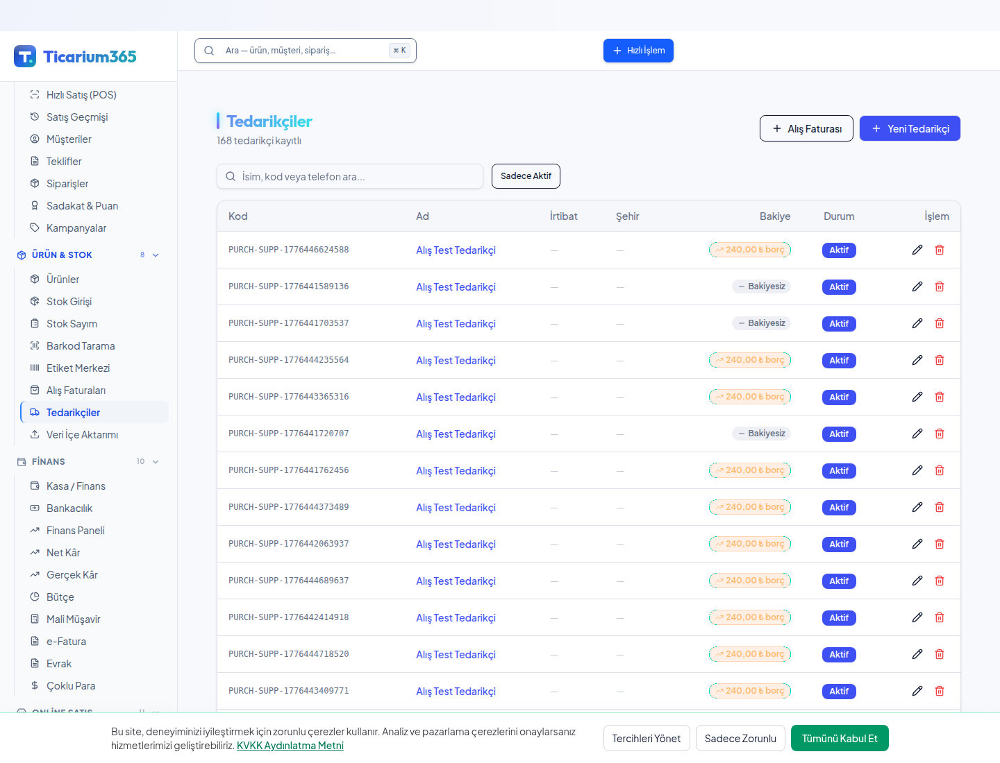 Ticarium365
Ara — ürün, müşteri, sipariş...
⌘ K
Hızlı İşlem
Hızlı Satış (POS)
Satış Geçmişi
Müşteriler
Teklifler
Siparişler
Sadakat & Puan
Kampanyalar
ÜRÜN & STOK 8
Ürünler
Stok Girişi
Stok Sayım
Barkod Tarama
Etiket Merkezi
Alış Faturaları
Tedarikçiler
Veri İçe Aktarımı
FİNANS 10
Kasa / Finans
Bankacılık
Finans Paneli
Net Kâr
Gerçek Kâr
Bütçe
Mali Müşavir
e-Fatura
Evrak
Çoklu Para
ONLİNE SATIŞ 11
Tedarikçiler
168 tedarikçi kayıtlı
Alış Faturası
Yeni Tedarikçi
İsim, kod veya telefon ara...
Sadece Aktif
Kod Ad İrtibat Şehir Bakiye Durum İşlem
PURCH-SUPP-1776446624588 Alış Test Tedarikçi — — 240,00 ₺ borç Aktif
PURCH-SUPP-1776441589136 Alış Test Tedarikçi — — Bakiyesiz Aktif
PURCH-SUPP-1776441703537 Alış Test Tedarikçi — — Bakiyesiz Aktif
PURCH-SUPP-1776444235564 Alış Test Tedarikçi — — 240,00 ₺ borç Aktif
PURCH-SUPP-1776443365316 Alış Test Tedarikçi — — 240,00 ₺ borç Aktif
PURCH-SUPP-1776441720707 Alış Test Tedarikçi — — Bakiyesiz Aktif
PURCH-SUPP-1776441762456 Alış Test Tedarikçi — — 240,00 ₺ borç Aktif
PURCH-SUPP-1776444373489 Alış Test Tedarikçi — — 240,00 ₺ borç Aktif
PURCH-SUPP-1776442063937 Alış Test Tedarikçi — — 240,00 ₺ borç Aktif
PURCH-SUPP-1776444689637 Alış Test Tedarikçi — — 240,00 ₺ borç Aktif
PURCH-SUPP-1776442414918 Alış Test Tedarikçi — — 240,00 ₺ borç Aktif
PURCH-SUPP-1776444718520 Alış Test Tedarikçi — — 240,00 ₺ borç Aktif
PURCH-SUPP-1776443409771 Alış Test Tedarikçi — — 240,00 ₺ borç Aktif
Bu site, deneyiminizi iyileştirmek için zorunlu çerezler kullanır. Analiz ve pazarlama çerezlerini onaylarsanız
hizmetlerimizi geliştirebiliriz. KVKK Aydınlatma Metni
Tercihleri Yönet
Sadece Zorunlu
Tümünü Kabul Et